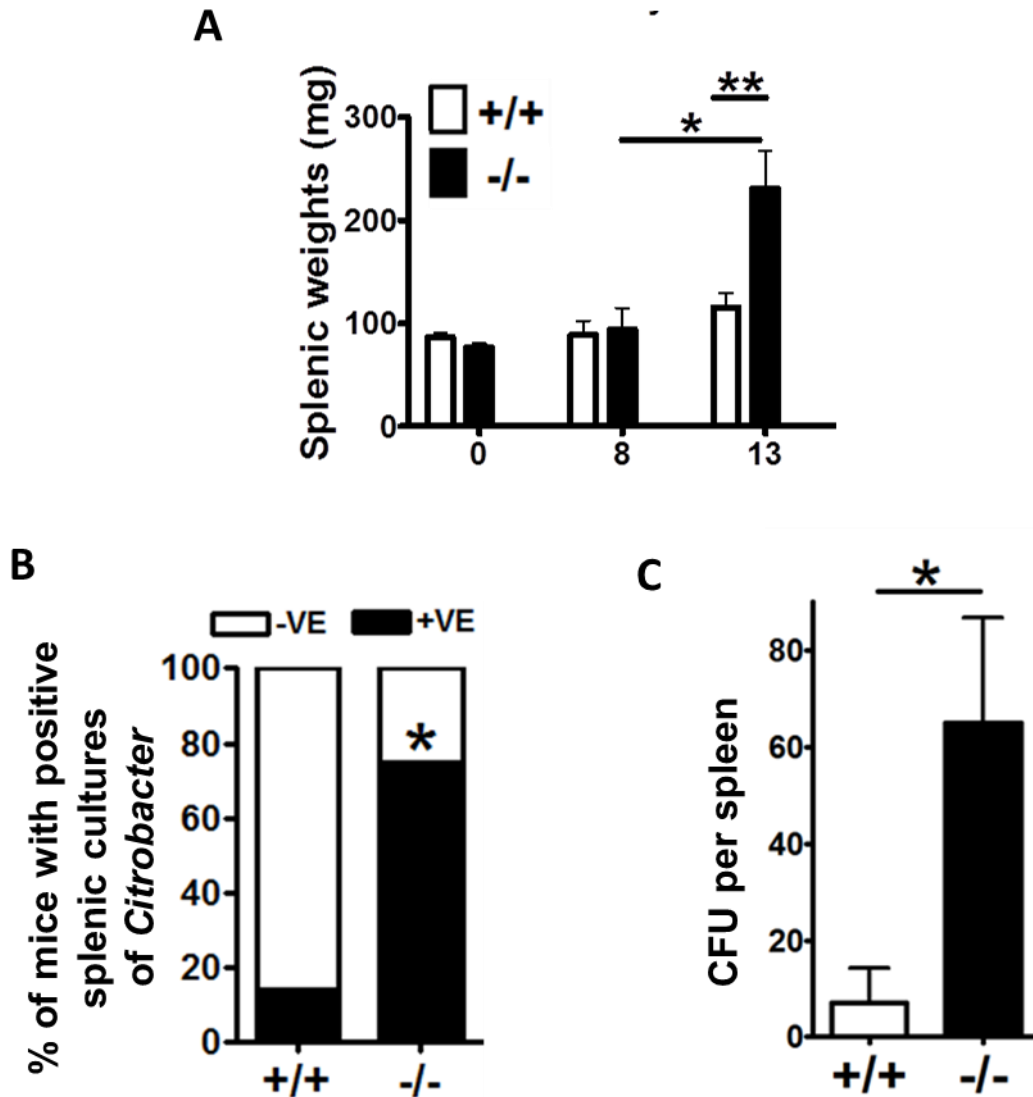 A
Splenic weights (mg)
+/+
-/-
**
*
300
200
100
0
0 8 13
B
% of mice with positive
splenic cultures
of Citrobacter
-VE +VE
100
80
60
40
20
0
*
+/+ -/-
C
CFU per spleen
*
80
60
40
20
0
+/+ -/-